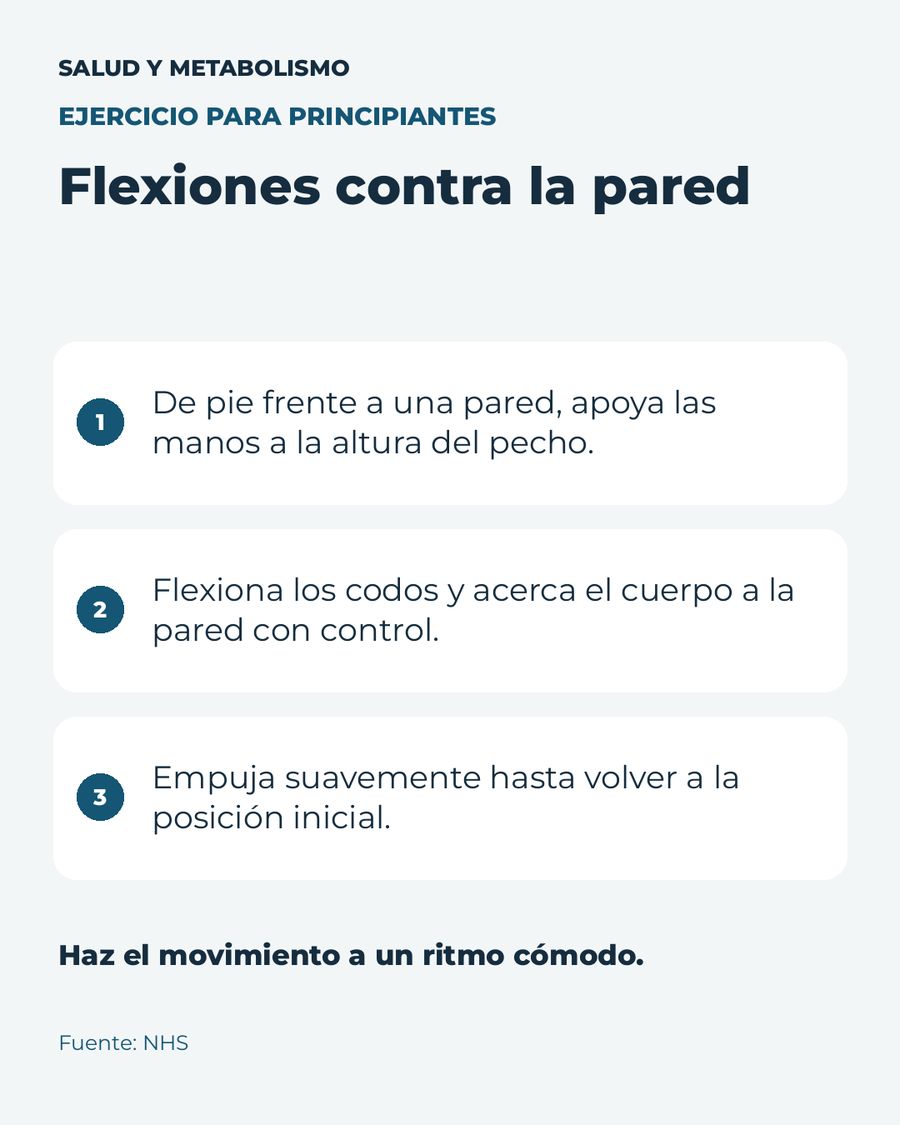 SALUD Y METABOLISMO
EJERCICIO PARA PRINCIPIANTES
Flexiones contra la pared
1
De pie frente a una pared, apoya las
manos a la altura del pecho.
2
Flexiona los codos y acerca el cuerpo a la
pared con control.
3
Empuja suavemente hasta volver a la
posición inicial.
Haz el movimiento a un ritmo cómodo.
Fuente: NHS